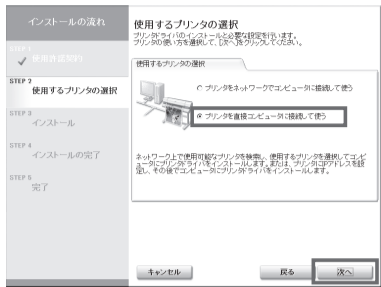 インストールの流れ
STEP 1
使用許諾契約
STEP 2
使用するプリンタの選択
STEP 3
インストール
STEP 4
インストールの完了
STEP 5
完了
使用するプリンタの選択
プリンタドライバのインストールと必要な設定を行います。
プリンタの使い方を選択して、[次へ]をクリックしてください。
使用するプリンタの選択
プリンタをネットワークでコンピュータに接続して使う
プリンタを直接コンピュータに接続して使う
ネットワーク上で使用可能なプリンタを検索し、使用するプリンタを選択してコンピ
ュータにプリンタドライバをインストールします。または、プリンタにIPアドレスを設
定し、その後でコンピュータにプリンタドライバをインストールします。
キャンセル
戻る
次へ